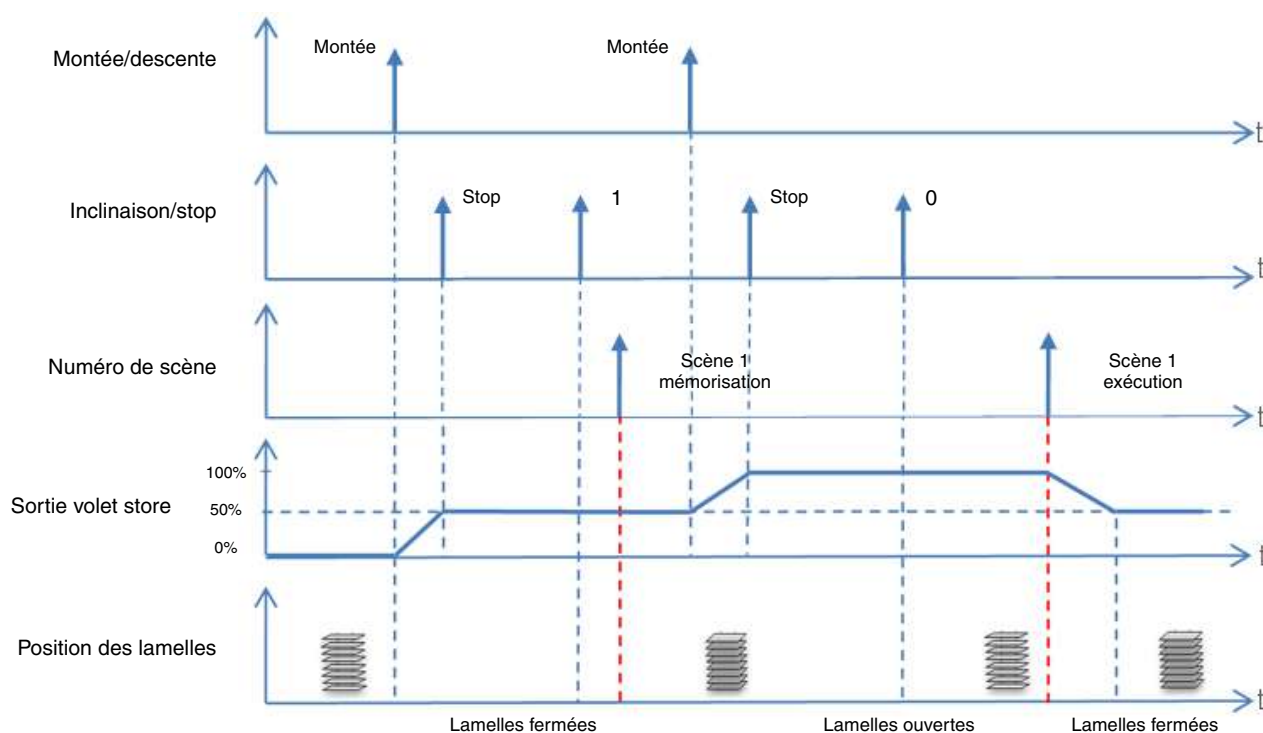 Montée/descente
Montée
Montée
t
Inclinaison/stop
Stop
1
Stop
0
t
Numéro de scène
Scène 1
mémorisation
Scène 1
exécution
t
Sortie volet store
100%
50%
0%
t
Position des lamelles
t
Lamelles fermées
Lamelles ouvertes
Lamelles fermées